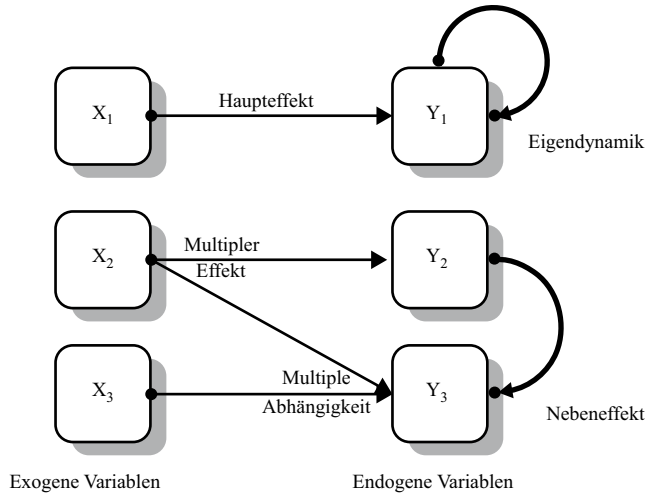 X1
Haupteffekt
Y1
Eigendynamik
X2
Multipler
Effekt
Y2
X3
Multiple
Abhängigkeit
Y3
Nebeneffekt
Exogene Variablen
Endogene Variablen